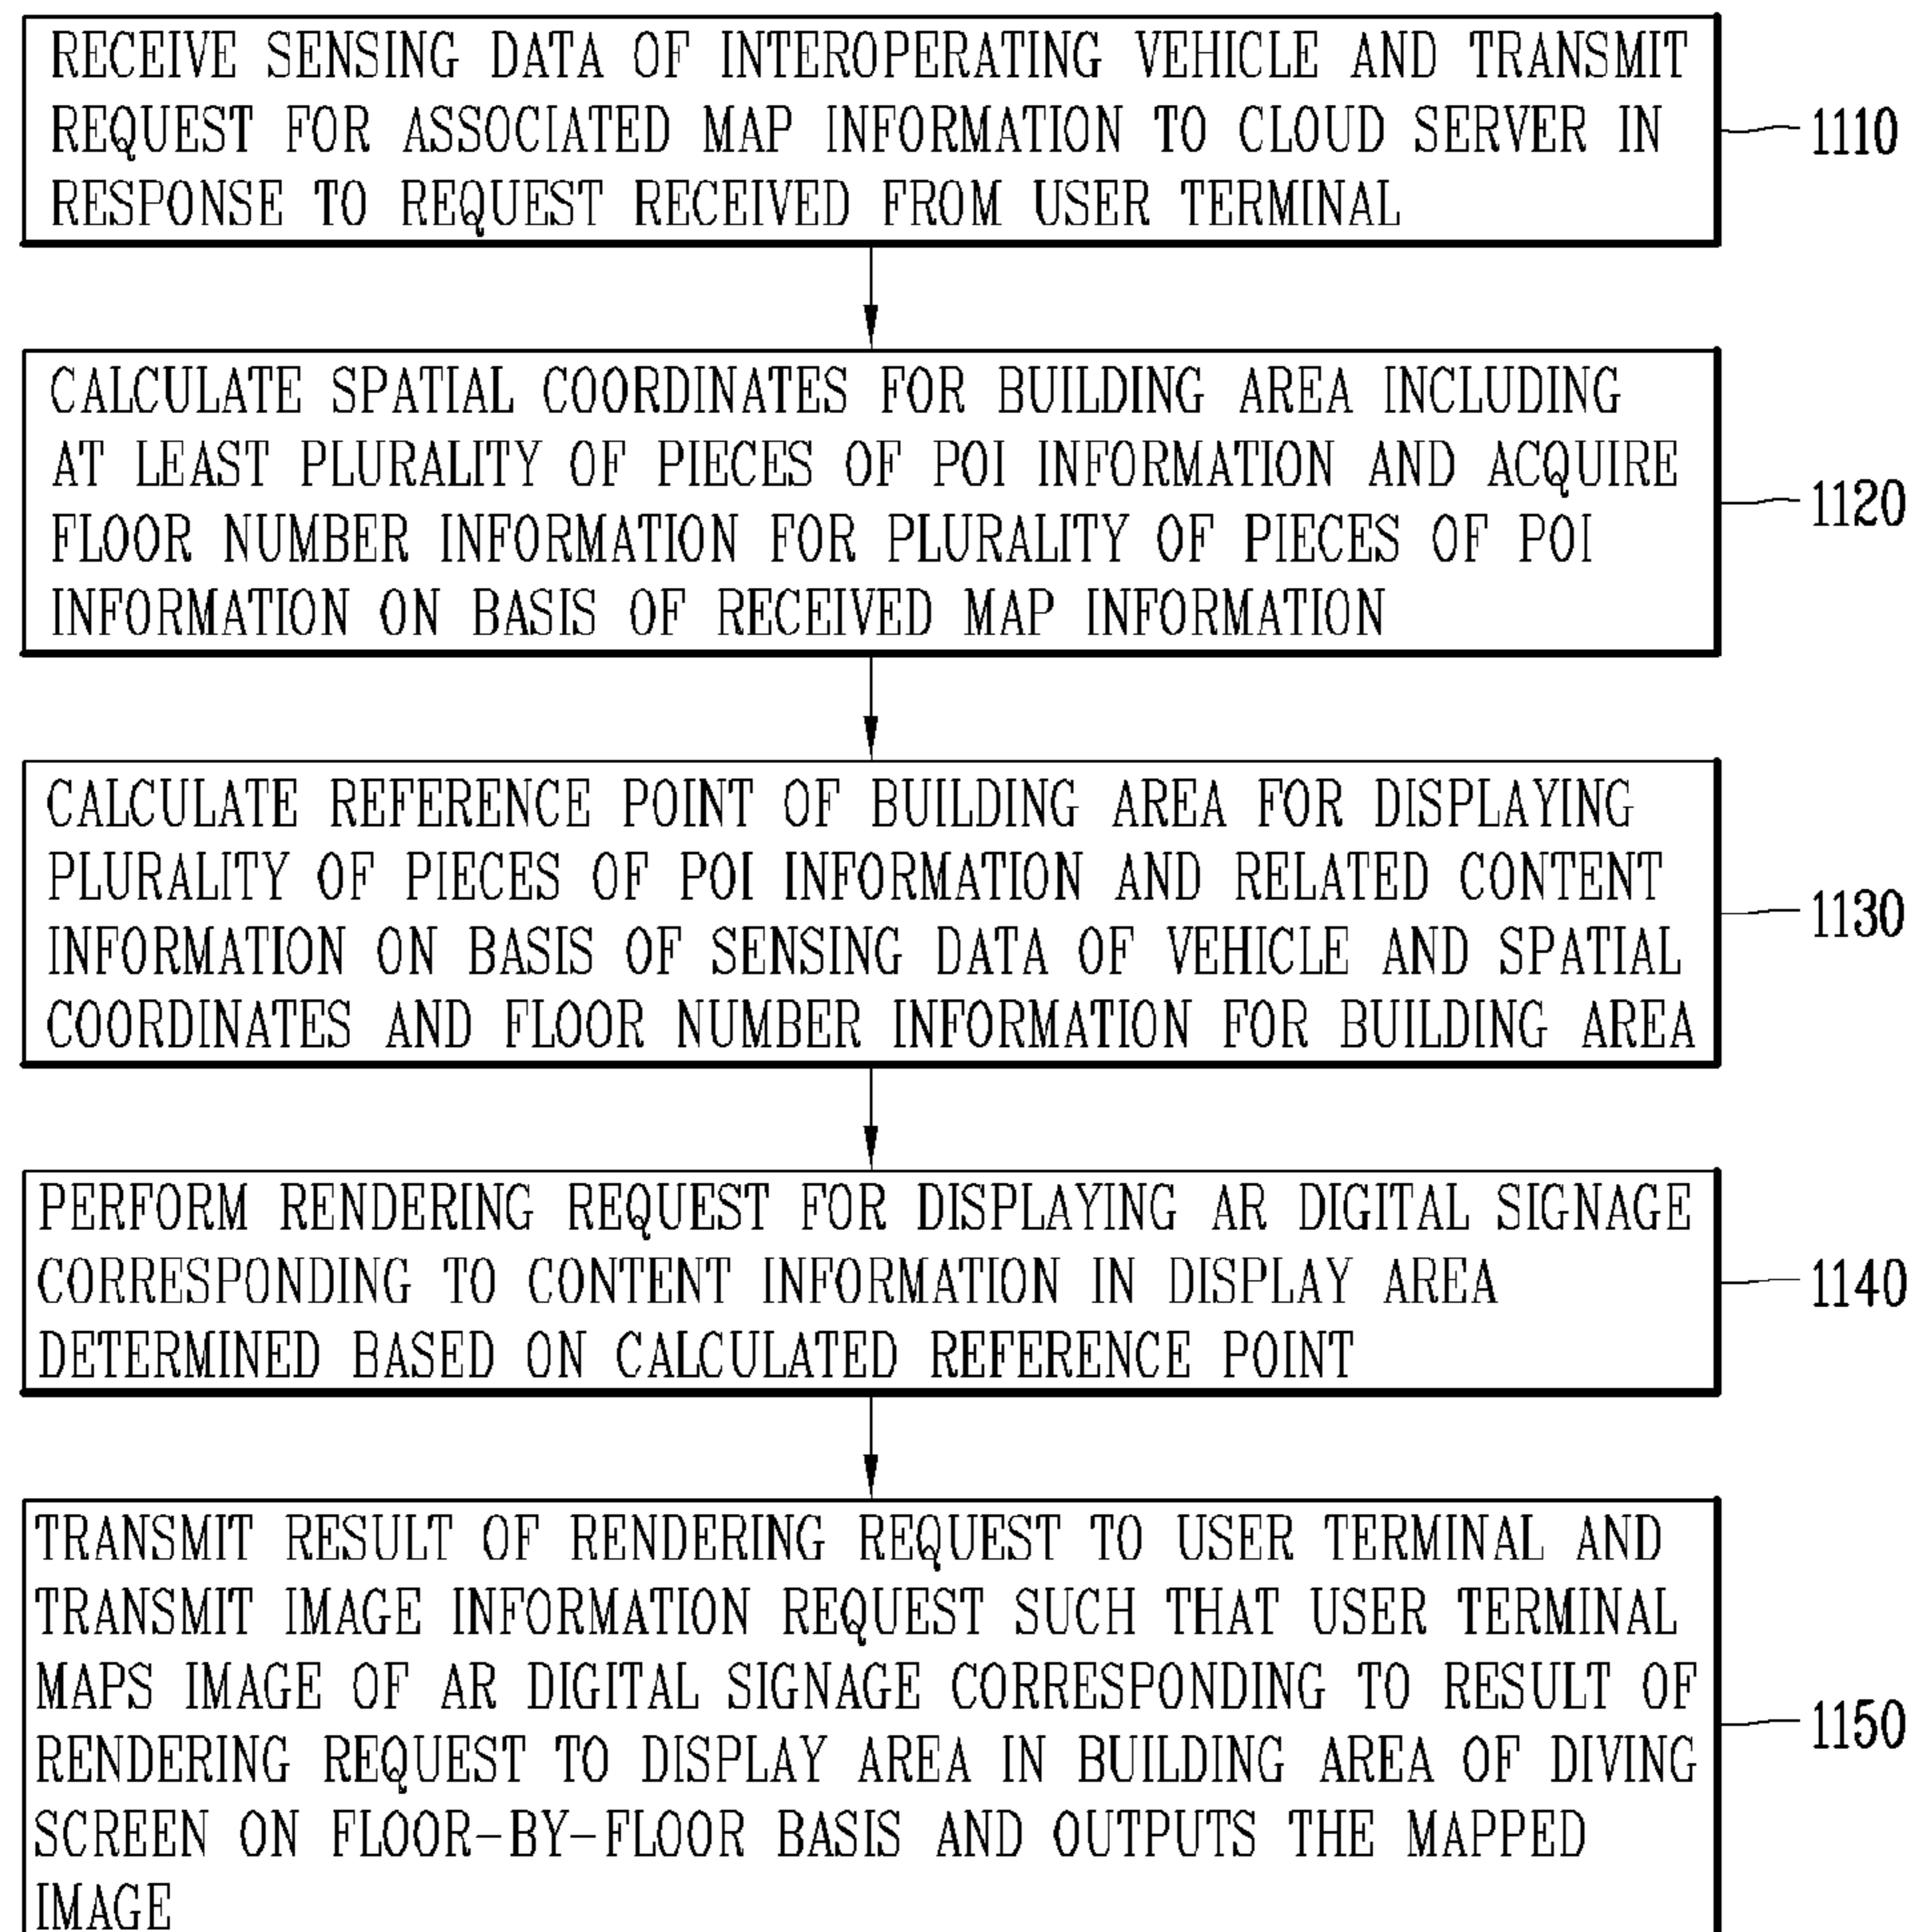 RECEIVE SENSING DATA OF INTEROPERATING VEHICLE AND TRANSMIT
REQUEST FOR ASSOCIATED MAP INFORMATION TO CLOUD SERVER IN
RESPONSE TO REQUEST RECEIVED FROM USER TERMINAL
1110
CALCULATE SPATIAL COORDINATES FOR BUILDING AREA INCLUDING
AT LEAST PLURALITY OF PIECES OF POI INFORMATION AND ACQUIRE
FLOOR NUMBER INFORMATION FOR PLURALITY OF PIECES OF POI
INFORMATION ON BASIS OF RECEIVED MAP INFORMATION
1120
CALCULATE REFERENCE POINT OF BUILDING AREA FOR DISPLAYING
PLURALITY OF PIECES OF POI INFORMATION AND RELATED CONTENT
INFORMATION ON BASIS OF SENSING DATA OF VEHICLE AND SPATIAL
COORDINATES AND FLOOR NUMBER INFORMATION FOR BUILDING AREA
1130
PERFORM RENDERING REQUEST FOR DISPLAYING AR DIGITAL SIGNAGE
CORRESPONDING TO CONTENT INFORMATION IN DISPLAY AREA
DETERMINED BASED ON CALCULATED REFERENCE POINT
1140
TRANSMIT RESULT OF RENDERING REQUEST TO USER TERMINAL AND
TRANSMIT IMAGE INFORMATION REQUEST SUCH THAT USER TERMINAL
MAPS IMAGE OF AR DIGITAL SIGNAGE CORRESPONDING TO RESULT OF
RENDERING REQUEST TO DISPLAY AREA IN BUILDING AREA OF DIVING
SCREEN ON FLOOR-BY-FLOOR BASIS AND OUTPUTS THE MAPPED
IMAGE
1150